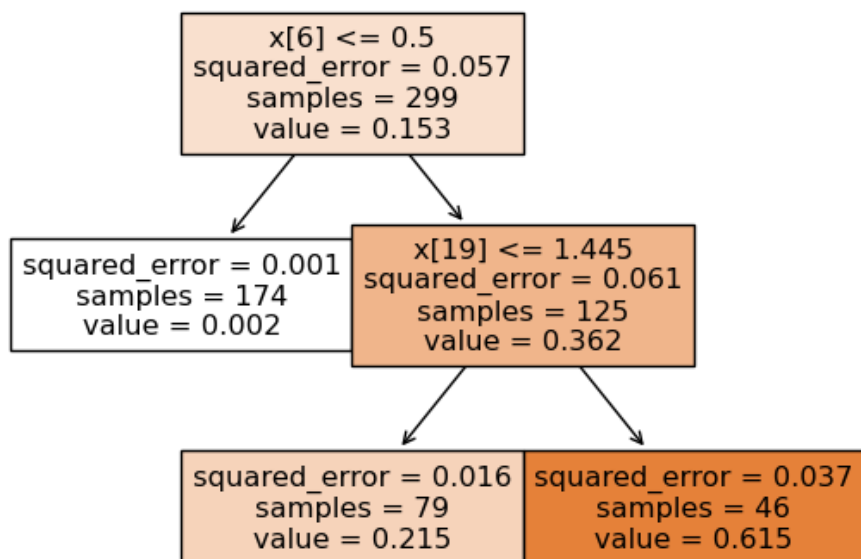 x[6] <= 0.5
squared_error = 0.057
samples = 299
value = 0.153
squared_error = 0.001
samples = 174
value = 0.002
x[19] <= 1.445
squared_error = 0.061
samples = 125
value = 0.362
squared_error = 0.016
samples = 79
value = 0.215
squared_error = 0.037
samples = 46
value = 0.615